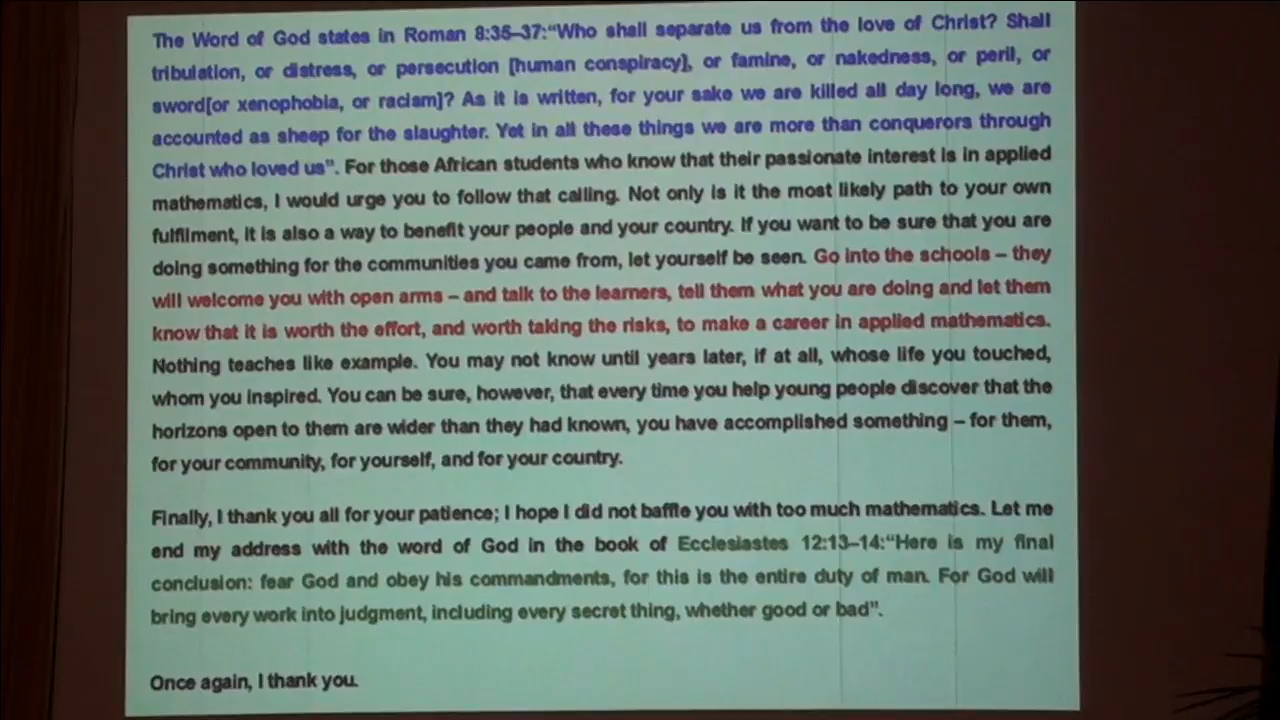 The Word of God states in Roman 8:35–37:“Who shall separate us from the love of Christ? Shall
tribulation, or distress, or persecution [human conspiracy], or famine, or nakedness, or peril, or
sword[or xenophobia, or racism]? As it is written, for your sake we are killed all day long, we are
accounted as sheep for the slaughter. Yet in all these things we are more than conquerors through
Christ who loved us”. For those African students who know that their passionate interest is in applied
mathematics, I would urge you to follow that calling. Not only is it the most likely path to your own
fulfilment, it is also a way to benefit your people and your country. If you want to be sure that you are
doing something for the communities you came from, let yourself be seen. Go into the schools – they
will welcome you with open arms – and talk to the learners, tell them what you are doing and let them
know that it is worth the effort, and worth taking the risks, to make a career in applied mathematics.
Nothing teaches like example. You may not know until years later, if at all, whose life you touched,
whom you inspired. You can be sure, however, that every time you help young people discover that the
horizons open to them are wider than they had known, you have accomplished something – for them,
for your community, for yourself, and for your country.
Finally, I thank you all for your patience; I hope I did not baffle you with too much mathematics. Let me
end my address with the word of God in the book of Ecclesiastes 12:13–14:“Here is my final
conclusion: fear God and obey his commandments, for this is the entire duty of man. For God will
bring every work into judgment, including every secret thing, whether good or bad”.
Once again, I thank you.